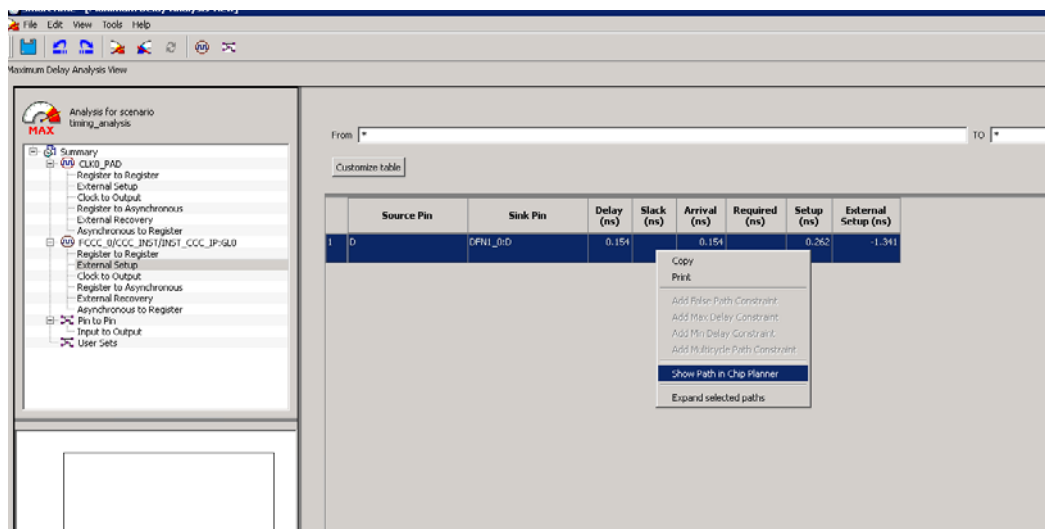 File Edit View Tools Help
Maximum Delay Analysis View
Analysis for scenario
timing_analysis
MAX
Summary
CLK0_PAD
Register to Register
External Setup
Clock to Output
Register to Asynchronous
External Recovery
Asynchronous to Register
FCCC_0/CCC_INST/INST_CCC_IP:GL0
Register to Register
External Setup
Clock to Output
Register to Asynchronous
External Recovery
Asynchronous to Register
Pin to Pin
Input to Output
User Sets
From * TO *
Customize table
Source Pin Sink Pin Delay (ns) Slack (ns) Arrival (ns) Required (ns) Setup (ns) External Setup (ns)
1 D DFN1_0:D 0.154 0.154 0.262 -1.341
Copy
Print
Add False Path Constraint
Add Max Delay Constraint
Add Min Delay Constraint
Add Multicycle Path Constraint
Show Path in Chip Planner
Expand selected paths